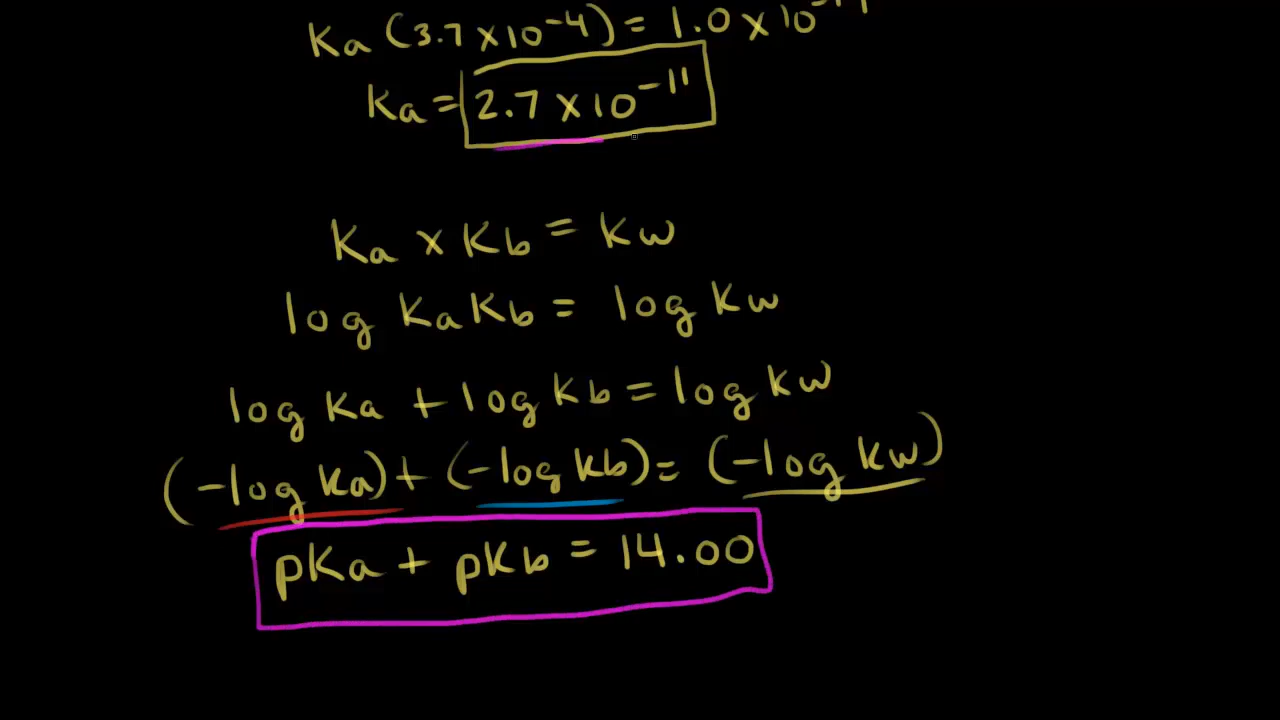 Ka (3.7 x 10⁻⁴) = 1.0 x 10⁻¹⁴
Ka = 2.7 x 10⁻¹¹
Ka x Kb = Kw
log KaKb = log Kw
log Ka + log Kb = log Kw
(-log Ka) + (-log Kb) = (-log Kw)
pKa + pKb = 14.00